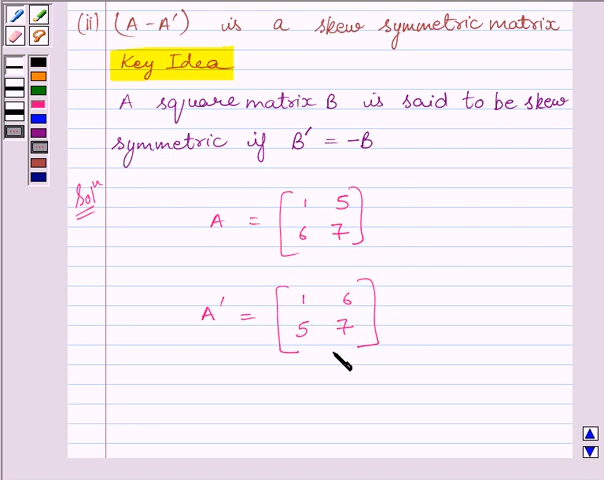 (ii) (A - A') is a skew symmetric matrix
Key Idea
A square matrix B is said to be skew
symmetric if B' = -B
Solⁿ
A = [ 1 5
6 7 ]
A' = [ 1 6
5 7 ]